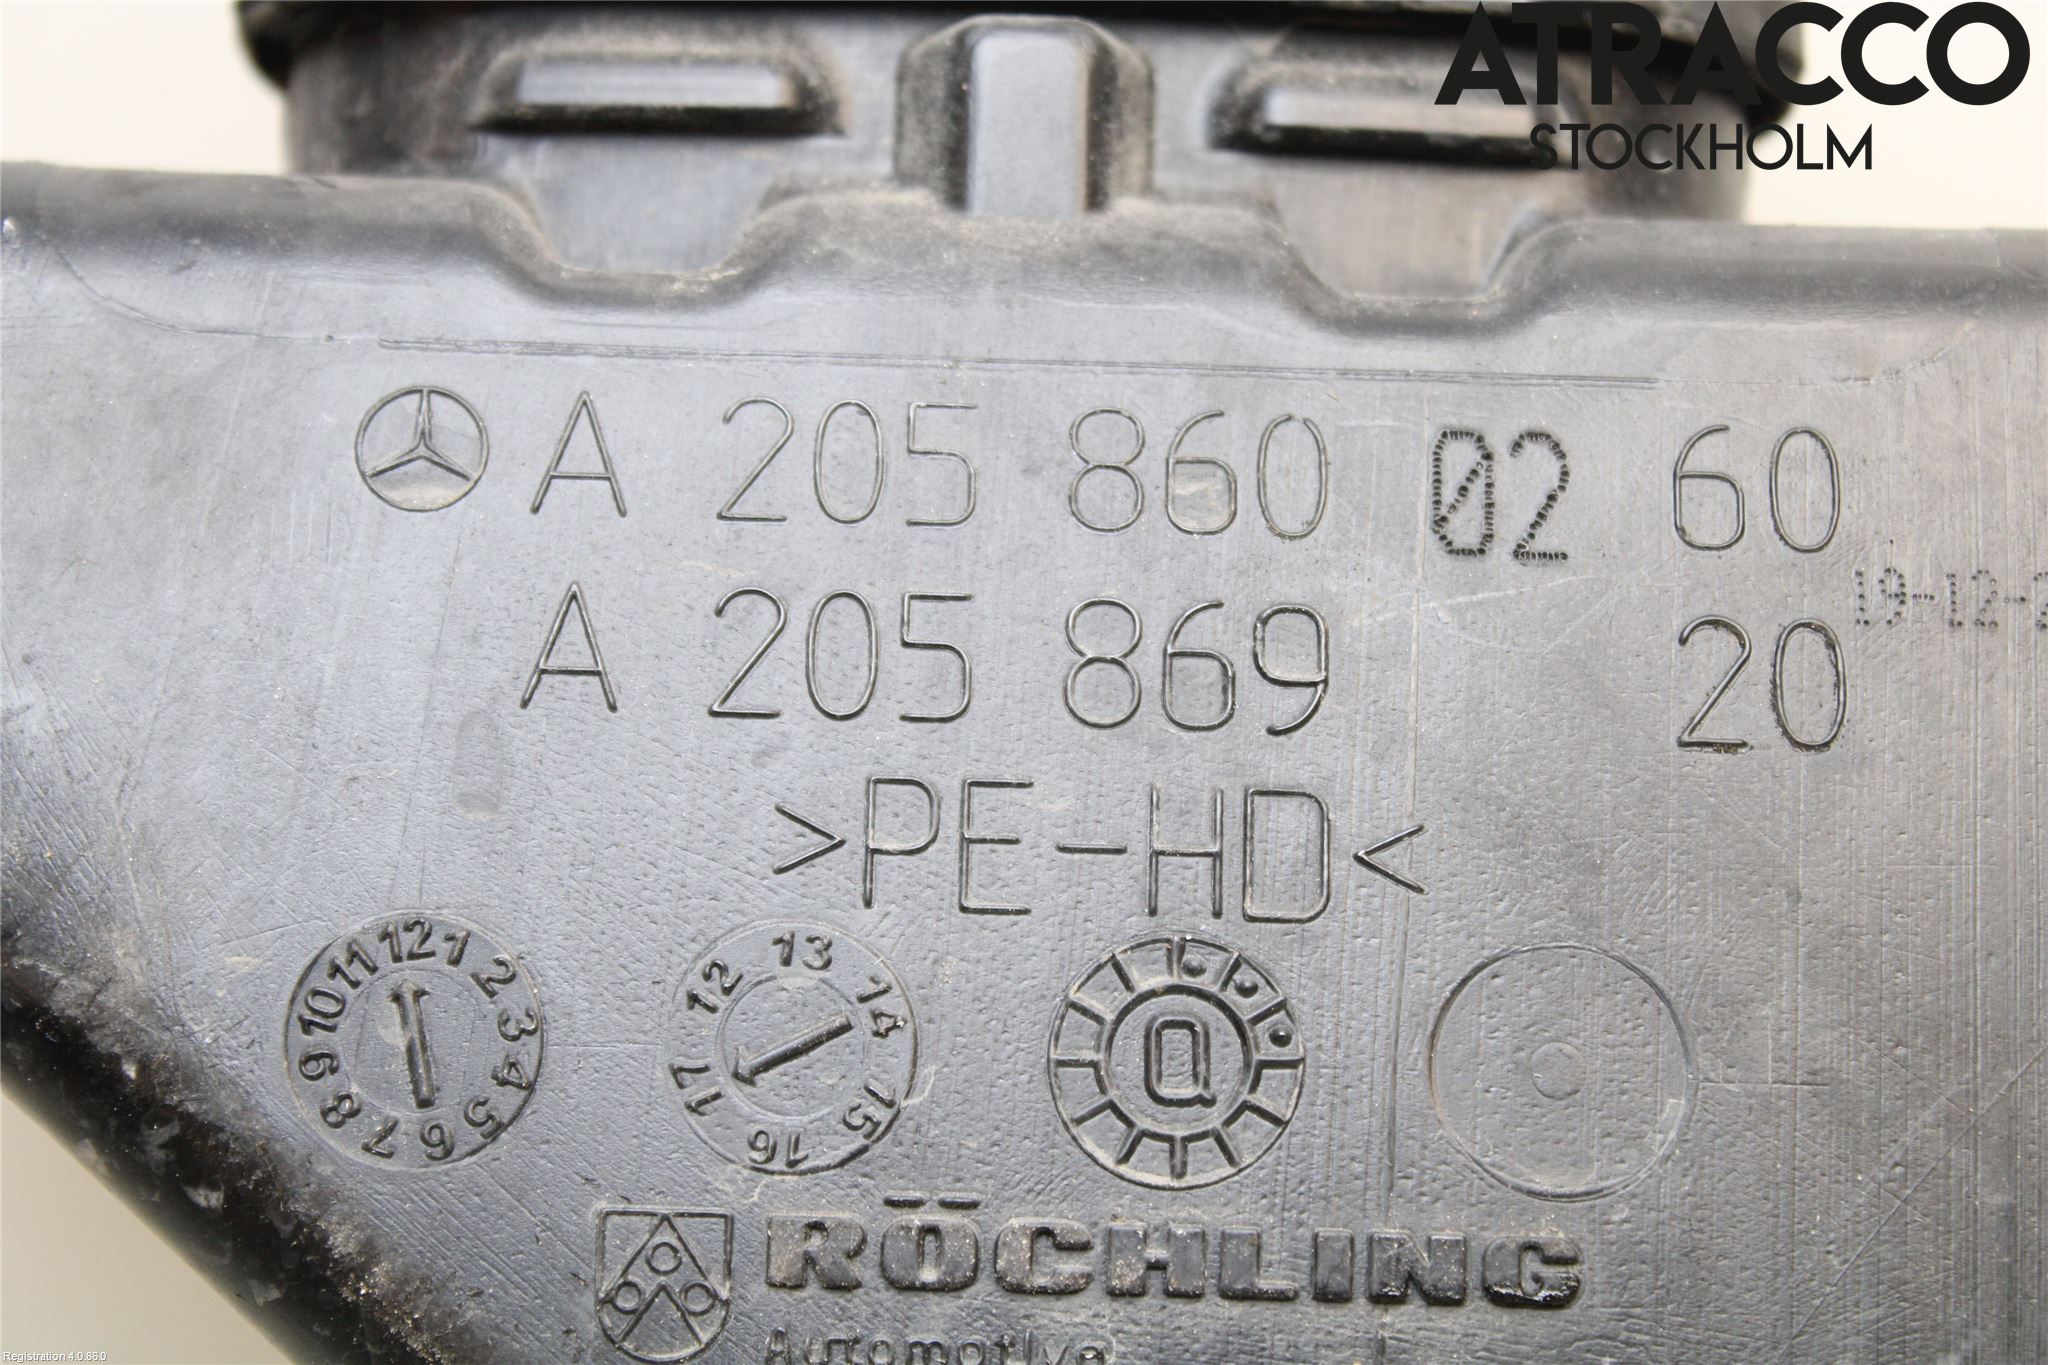 ATRACCO
STOCKHOLM
A 205 860 02 60
19-12-2
A 205 869 20
>PE-HD<
12 1 2 3 4 5 6 7 8 9 10 11
12 13 14 15 16 17
Q
RÖCHLING
Automotive
Registration 4.0.86.0